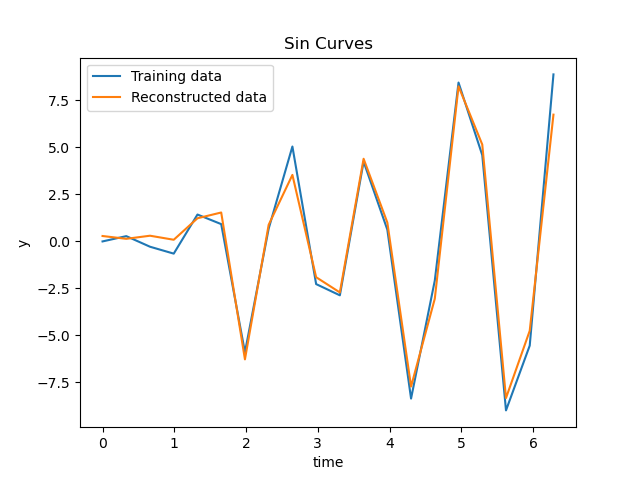 Sin Curves
Training data
Reconstructed data
7.5
5.0
2.5
0.0
−2.5
−5.0
−7.5
y
0 1 2 3 4 5 6
time